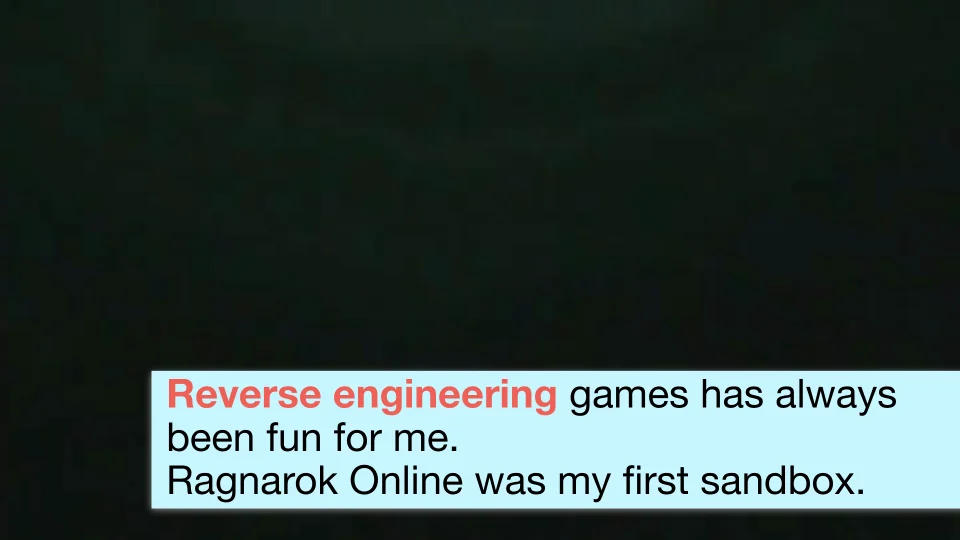 Reverse engineering games has always
been fun for me.
Ragnarok Online was my first sandbox.